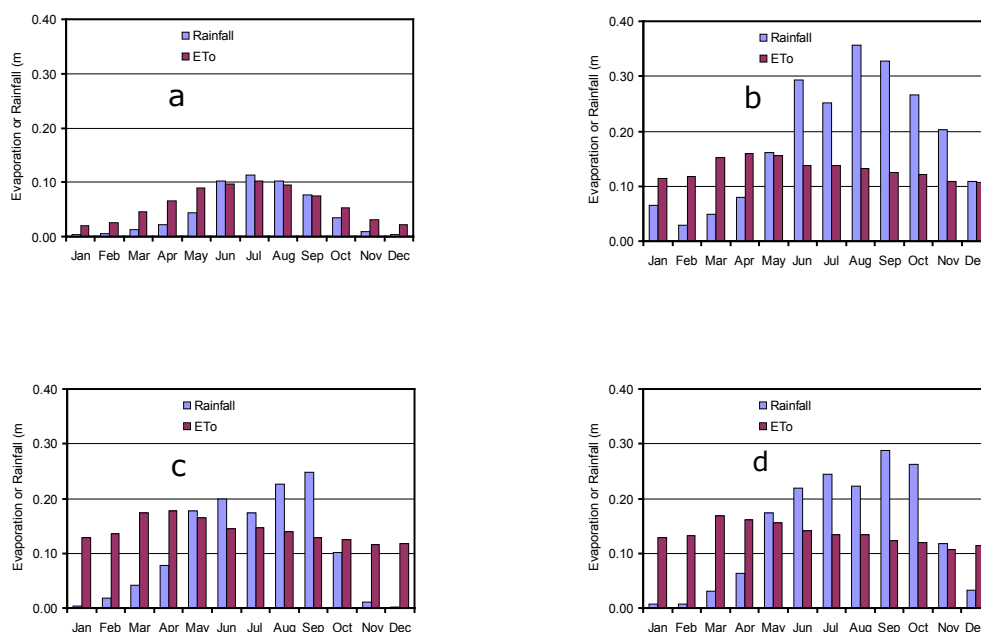 0.40
0.30
0.20
0.10
0.00
Evaporation or Rainfall (m
Rainfall
ETo
a
Jan Feb Mar Apr May Jun Jul Aug Sep Oct Nov Dec
0.40
0.30
0.20
0.10
0.00
Evaporation or Rainfall (m
Rainfall
ETo
b
Jan Feb Mar Apr May Jun Jul Aug Sep Oct Nov De
0.40
0.30
0.20
0.10
0.00
Evaporation or Rainfall (m
Rainfall
ETo
c
Jan Feb Mar Apr May Jun Jul Aug Sep Oct Nov Dec
0.40
0.30
0.20
0.10
0.00
Evaporation or Rainfall (m
Rainfall
ETo
d
Jan Feb Mar Apr May Jun Jul Aug Sep Oct Nov De